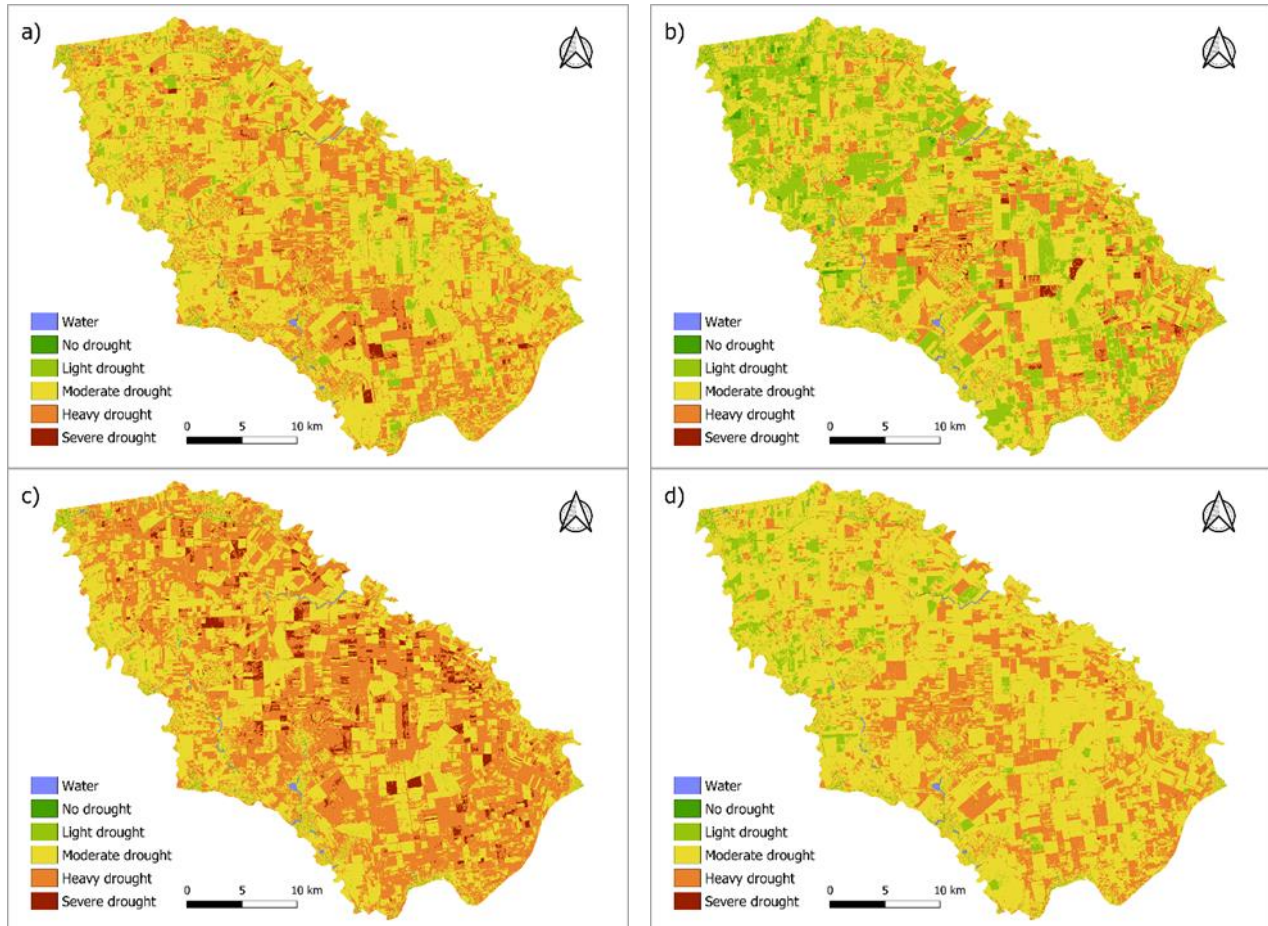 a)
Water
No drought
Light drought
Moderate drought
Heavy drought
Severe drought
0 5 10 km
b)
Water
No drought
Light drought
Moderate drought
Heavy drought
Severe drought
0 5 10 km
c)
Water
No drought
Light drought
Moderate drought
Heavy drought
Severe drought
0 5 10 km
d)
Water
No drought
Light drought
Moderate drought
Heavy drought
Severe drought
0 5 10 km